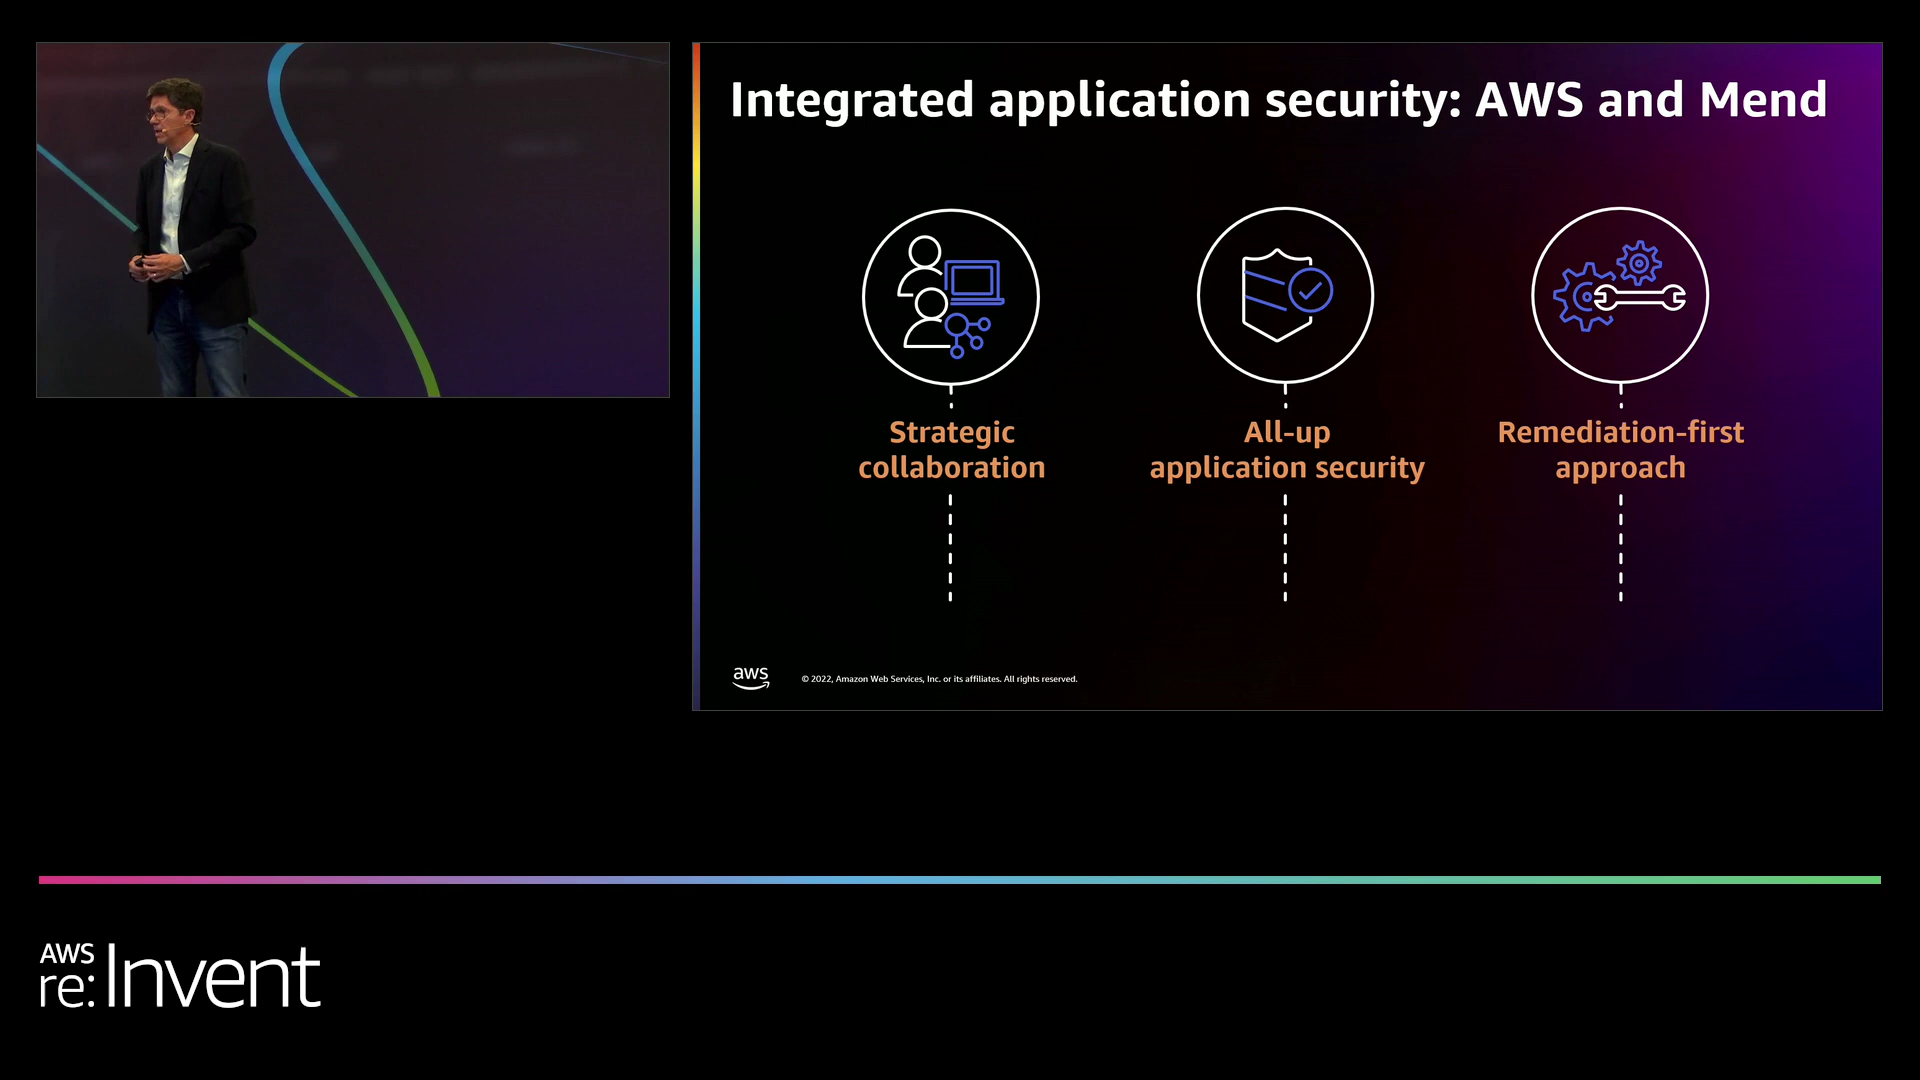 Integrated application security: AWS and Mend
Strategic
collaboration
All-up
application security
Remediation-first
approach
aws
© 2022, Amazon Web Services, Inc. or its affiliates. All rights reserved.
AWS
re:Invent